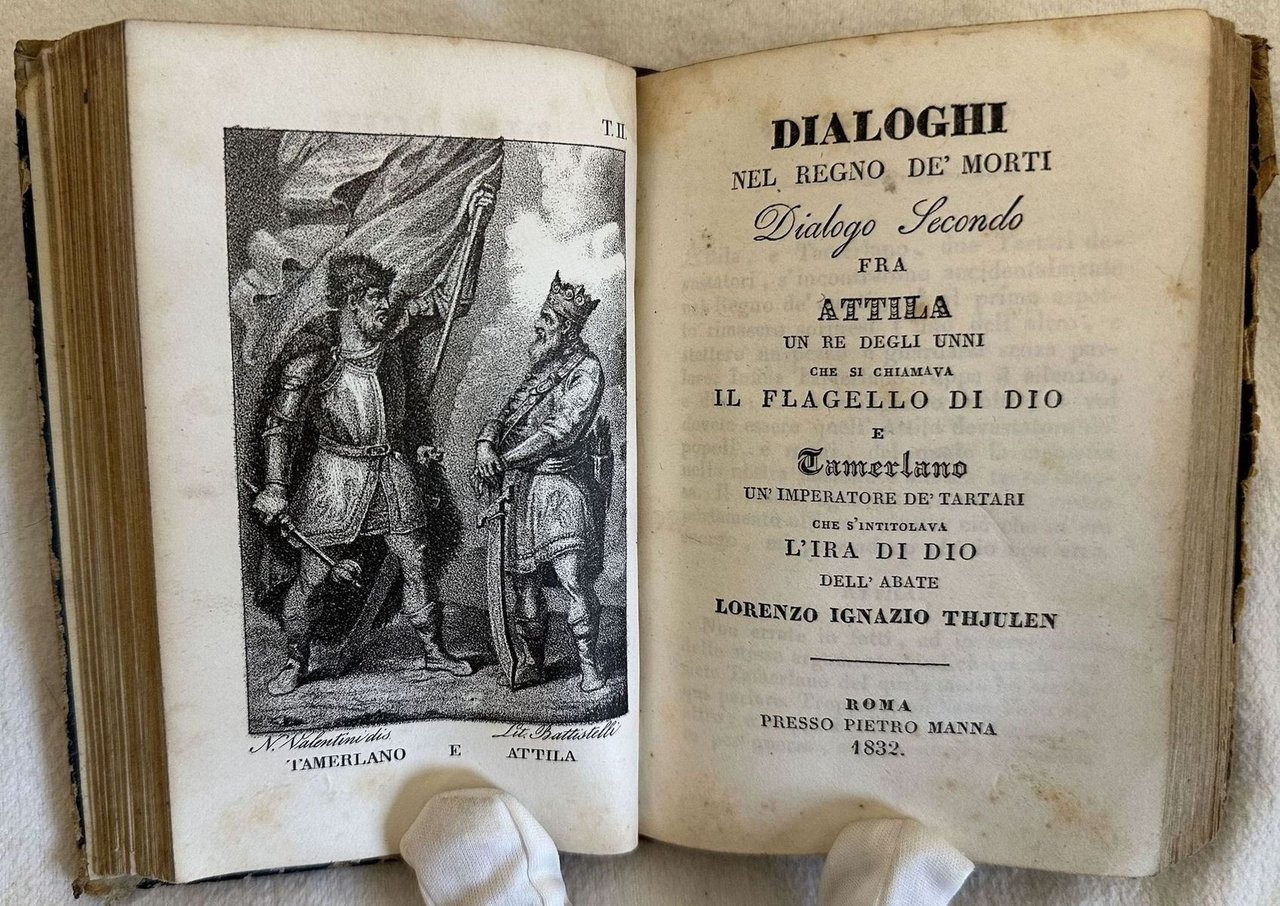 T. II.
N. Valentini dis.
Lit. Battistelli
TAMERLANO E ATTILA
DIALOGHI
NEL REGNO DE' MORTI
Dialogo Secondo
FRA
ATTILA
UN RE DEGLI UNNI
CHE SI CHIAMAVA
IL FLAGELLO DI DIO
E
Tamerlano
UN' IMPERATORE DE' TARTARI
CHE S'INTITOLAVA
L'IRA DI DIO
DELL' ABATE
LORENZO IGNAZIO THJULEN
ROMA
PRESSO PIETRO MANNA
1832.